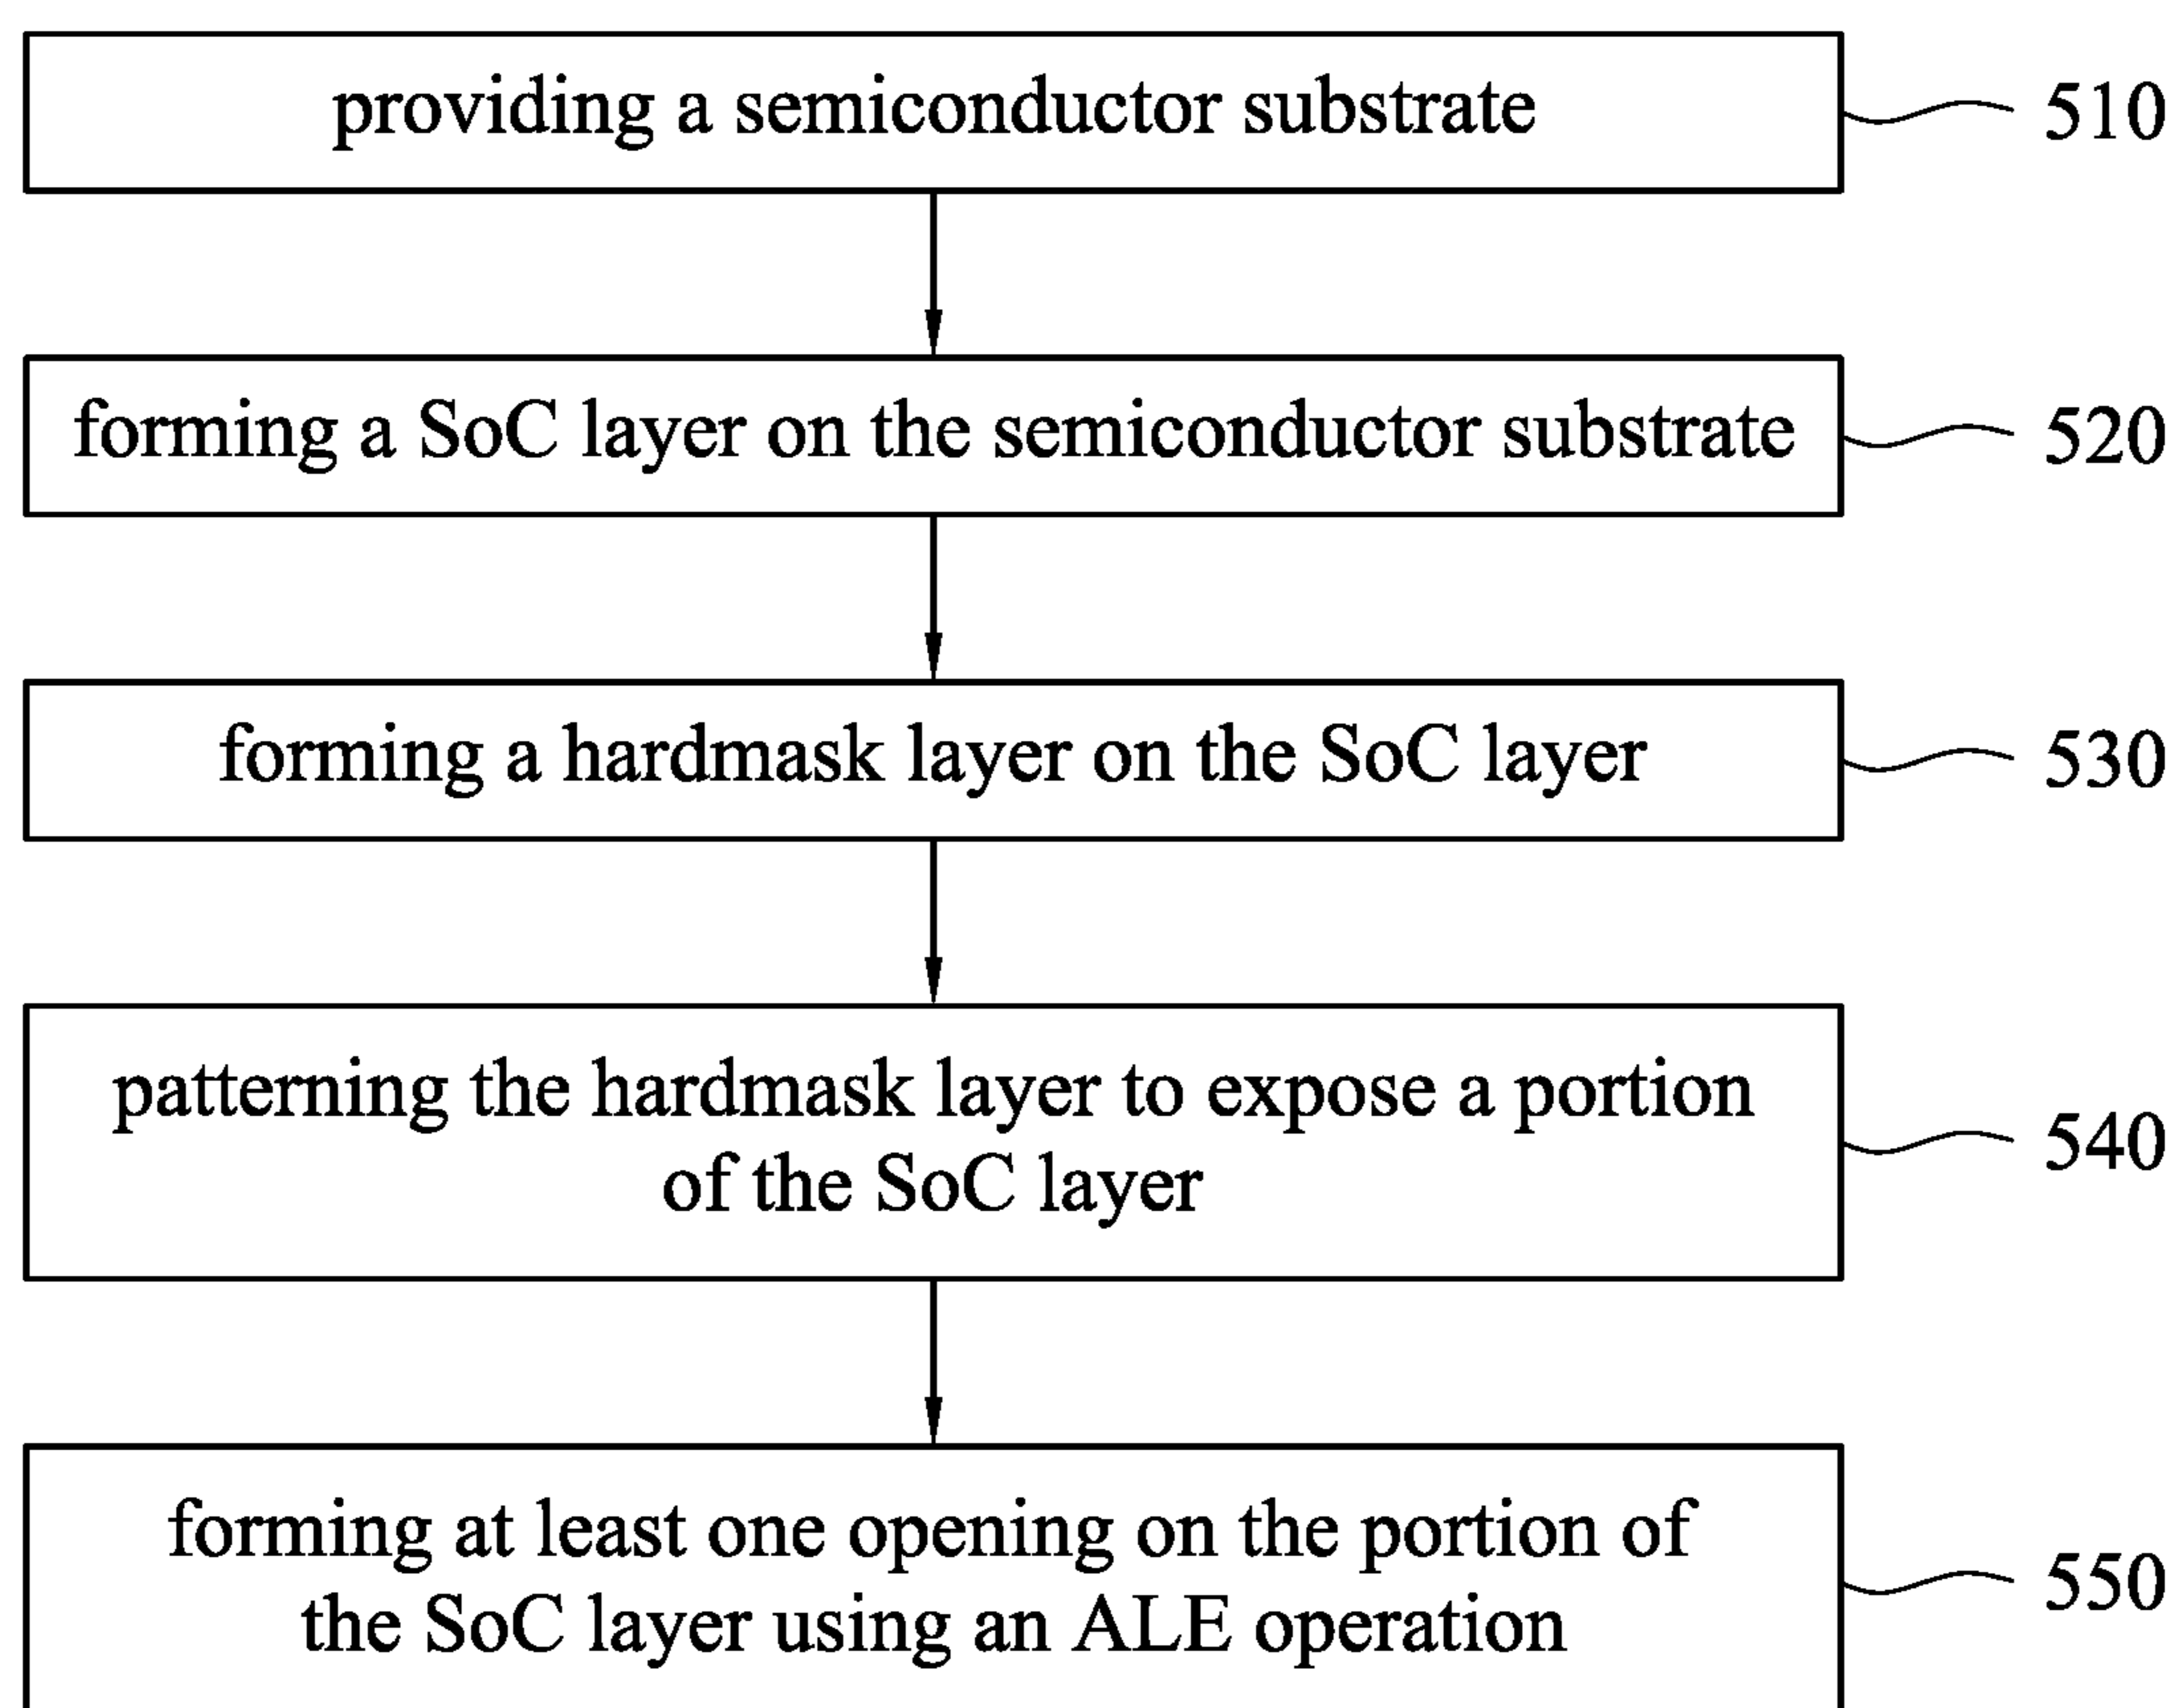 providing a semiconductor substrate
510
forming a SoC layer on the semiconductor substrate
520
forming a hardmask layer on the SoC layer
530
patterning the hardmask layer to expose a portion
of the SoC layer
540
forming at least one opening on the portion of
the SoC layer using an ALE operation
550